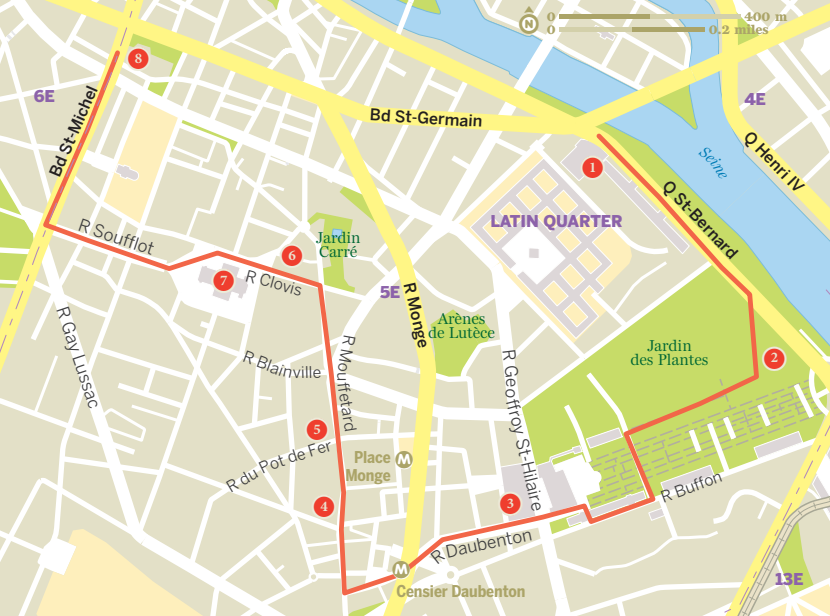 N
0 400 m
0 0.2 miles
8
6E
4E
Bd St-Michel
Bd St-Germain
Seine
Q Henri IV
1
Q St-Bernard
LATIN QUARTER
R Soufflot
Jardin
Carré
6
7
R Clovis
5E
R Monge
Arènes
de Lutèce
Jardin
des Plantes
2
R Gay Lussac
R Blainville
R Mouffetard
R Geoffroy St-Hilaire
5
R du Pot de Fer
Place
Monge
M
4
3
R Buffon
R Daubenton
M
Censier Daubenton
13E